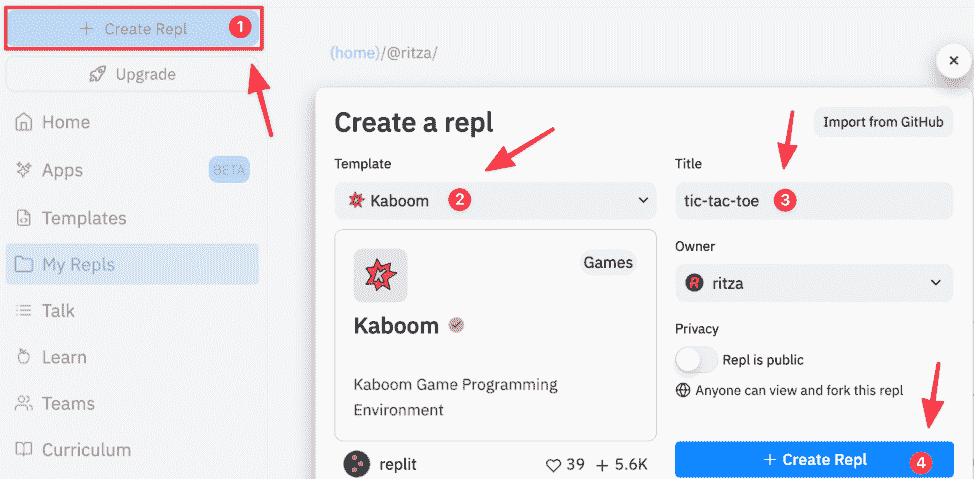 + Create Repl 1
Upgrade
Home
Apps BETA
Templates
My Repls
Talk
Learn
Teams
Curriculum
(home)/@ritza/
×
Create a repl
Import from GitHub
Template
Kaboom 2
K
Games
Kaboom
Kaboom Game Programming
Environment
replit 39 + 5.6K
Title
tic-tac-toe 3
Owner
R ritza
Privacy
Repl is public
Anyone can view and fork this repl
+ Create Repl 4